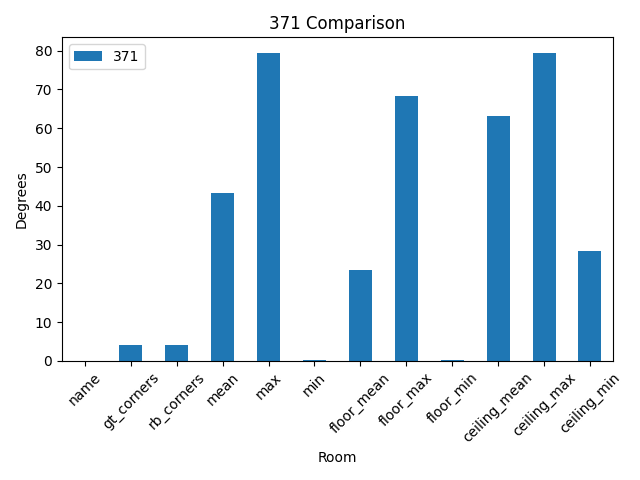 371 Comparison
371
80
70
60
50
40
30
20
10
0
Degrees
name
gt_corners
rb_corners
mean
max
min
floor_mean
floor_max
floor_min
ceiling_mean
ceiling_max
ceiling_min
Room